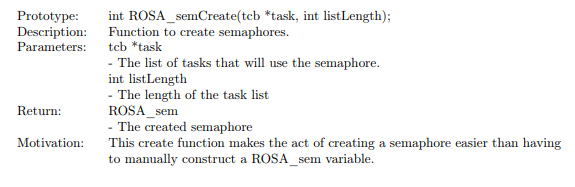 Prototype: int ROSA_semCreate(tcb *task, int listLength);
Description: Function to create semaphores.
Parameters: tcb *task
- The list of tasks that will use the semaphore.
int listLength
- The length of the task list
Return: ROSA_sem
- The created semaphore
Motivation: This create function makes the act of creating a semaphore easier than having
to manually construct a ROSA_sem variable.